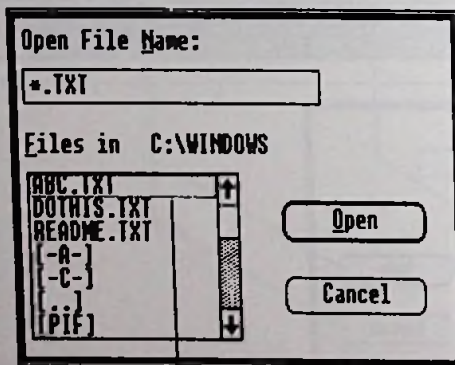 Open File Name:
*.TXT
Files in C:\WINDOWS
ABC.TXT
DOTHIS.TXT
README.TXT
[-A-]
[-C-]
[..]
[PIF]
Open
Cancel